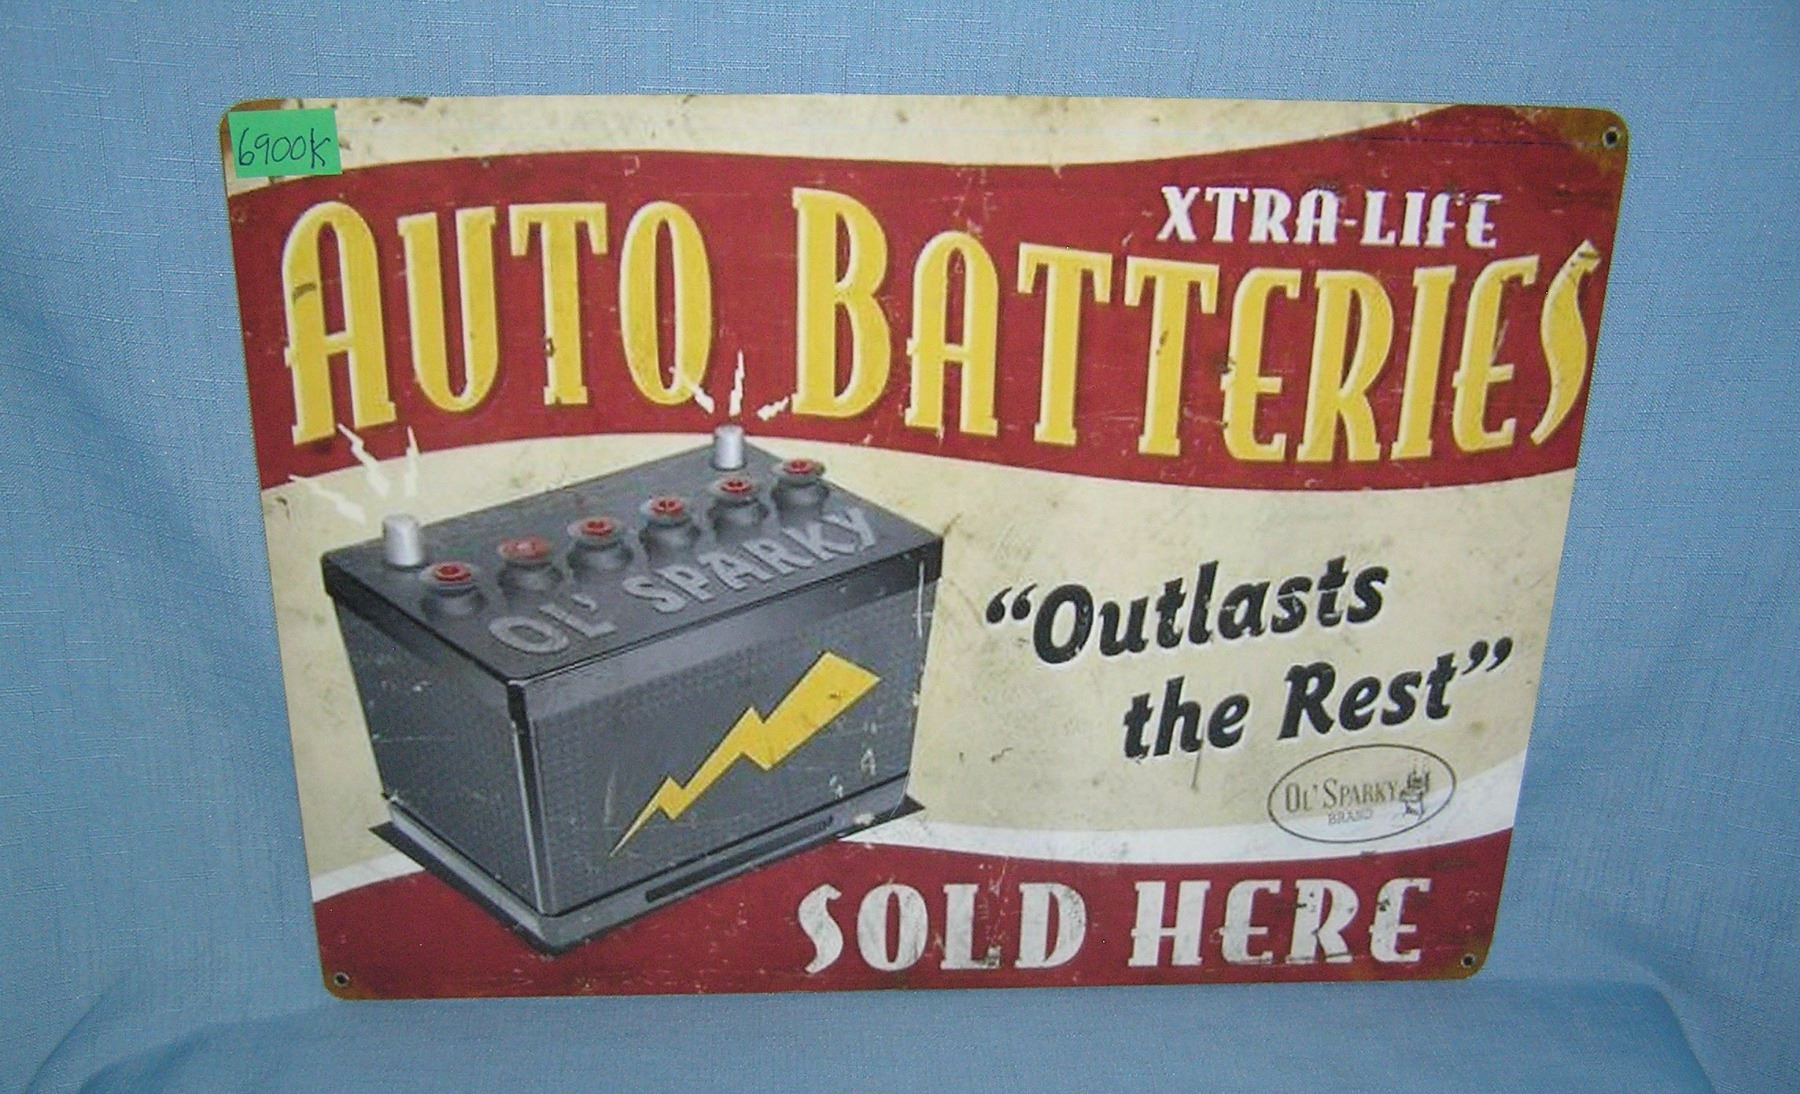 6900K
XTRA-LIFE
AUTO BATTERIES
OL' SPARKY
"Outlasts
the Rest"
OL' SPARKY
BRAND
SOLD HERE